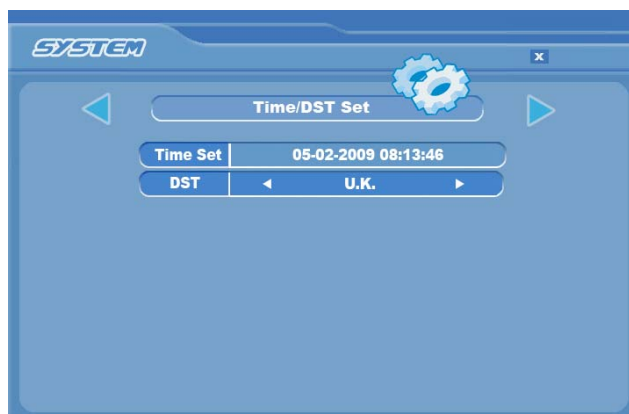 SYSTEM
x
Time/DST Set
Time Set 05-02-2009 08:13:46
DST U.K.